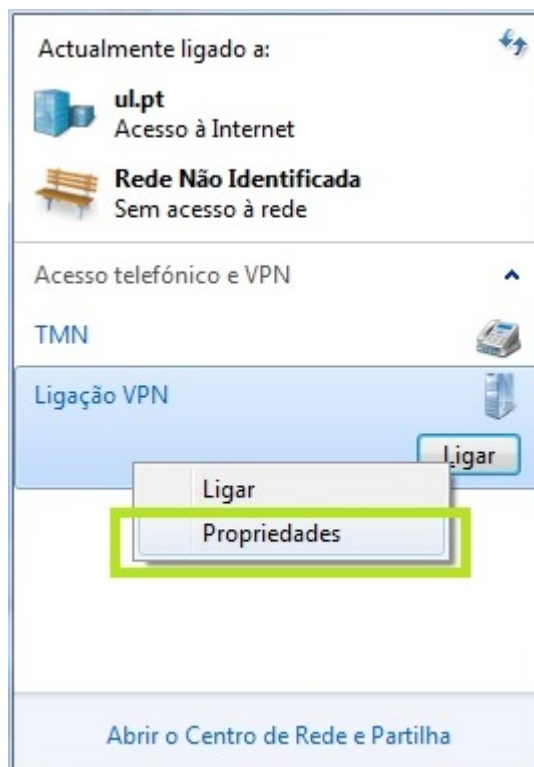 Actualmente ligado a:
ul.pt
Acesso à Internet
Rede Não Identificada
Sem acesso à rede
Acesso telefónico e VPN
TMN
Ligação VPN
Ligar
Ligar
Propriedades
Abrir o Centro de Rede e Partilha